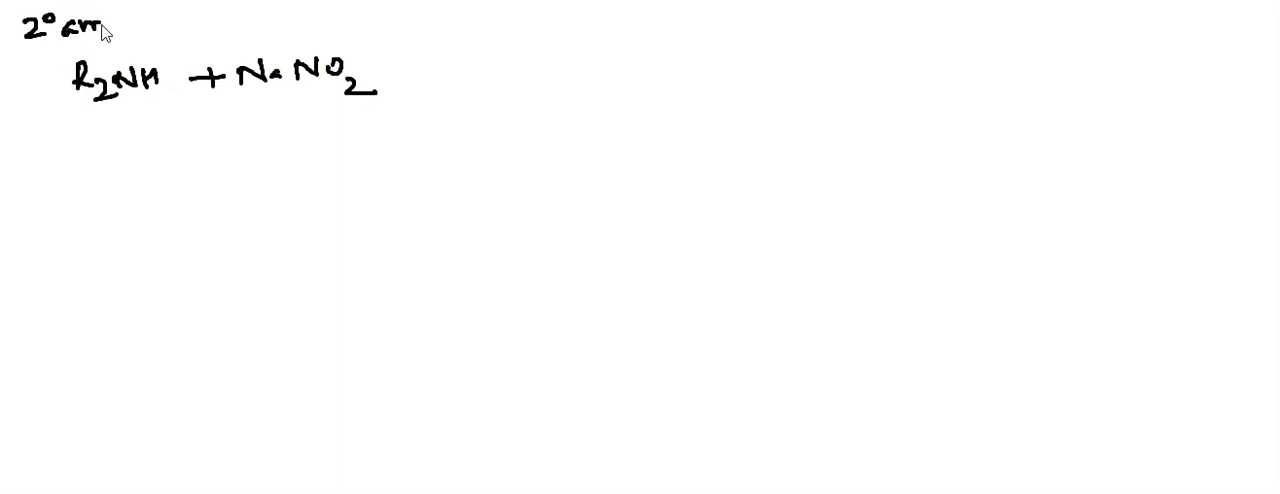 2° am
R₂NH + NaNO₂